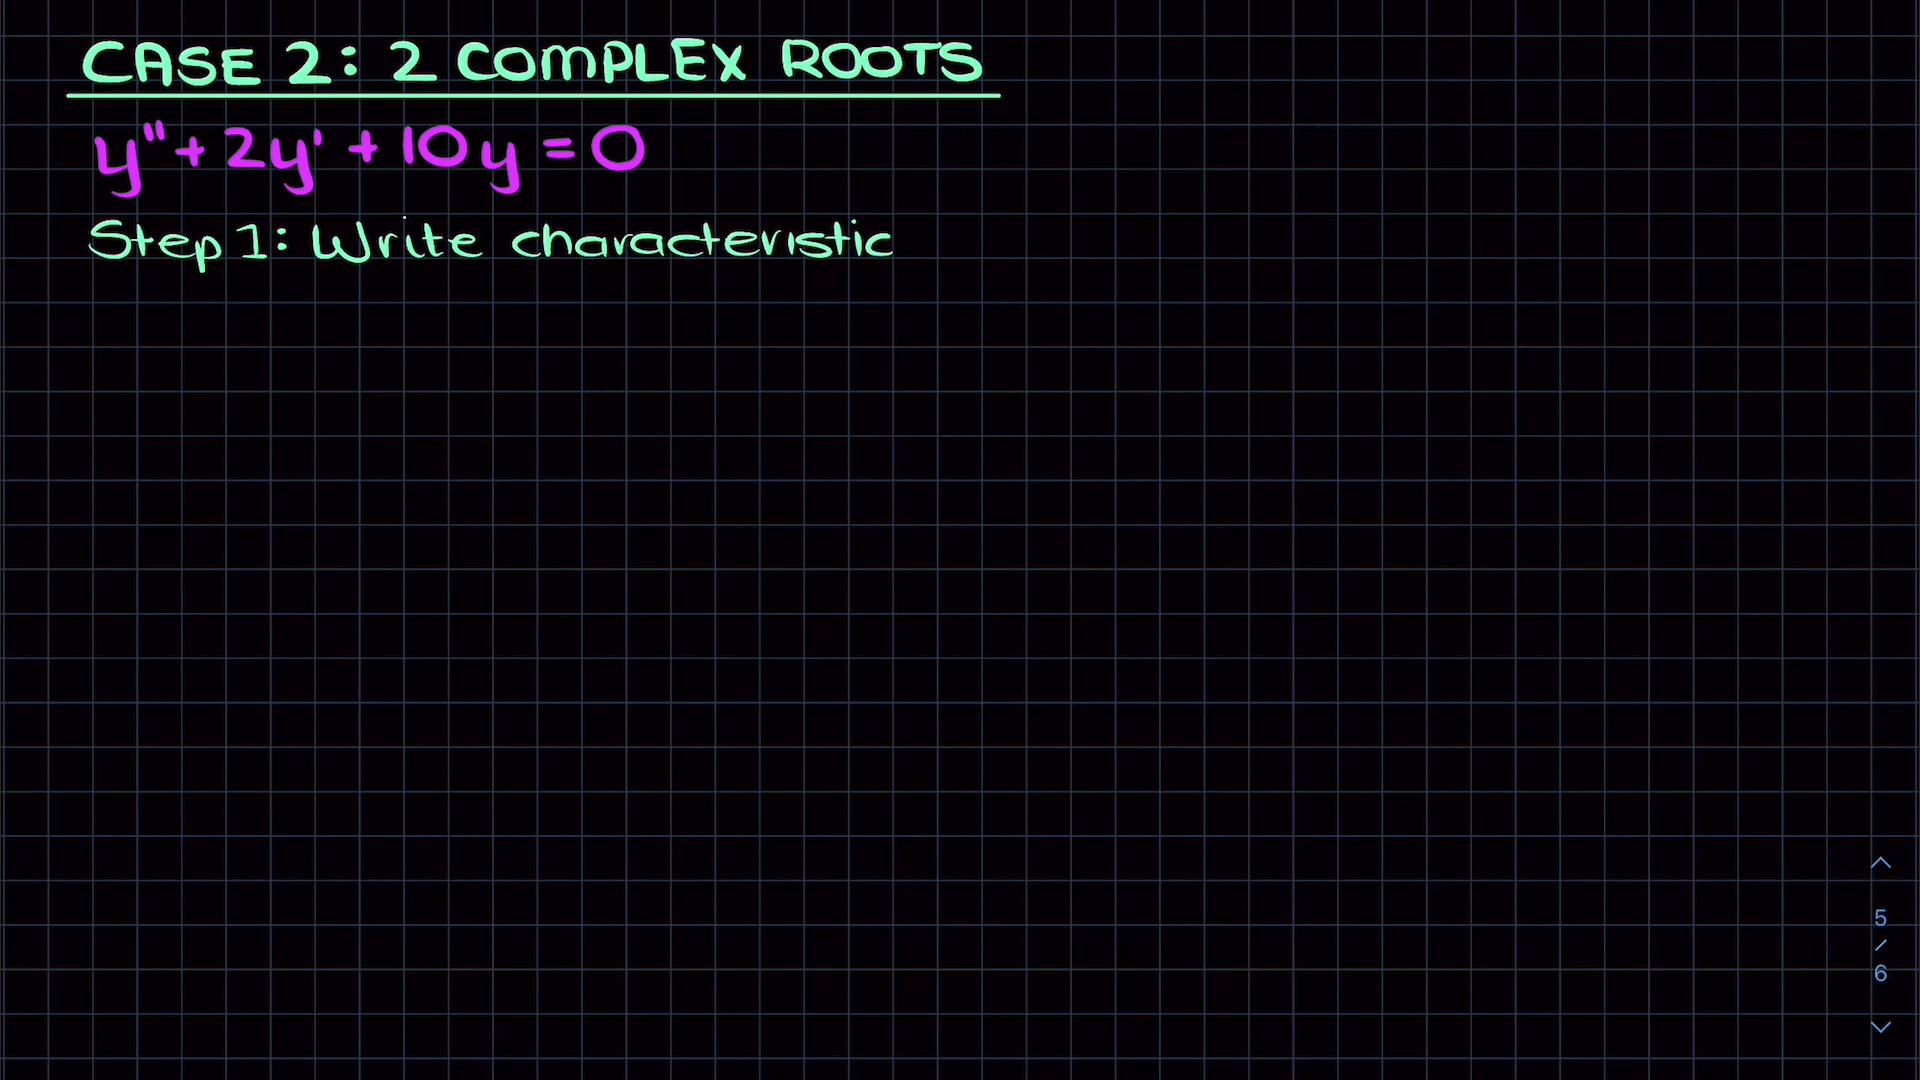 CASE 2: 2 COMPLEX ROOTS
y" + 2y' + 10y = 0
Step 1: Write characteristic
5
/
6